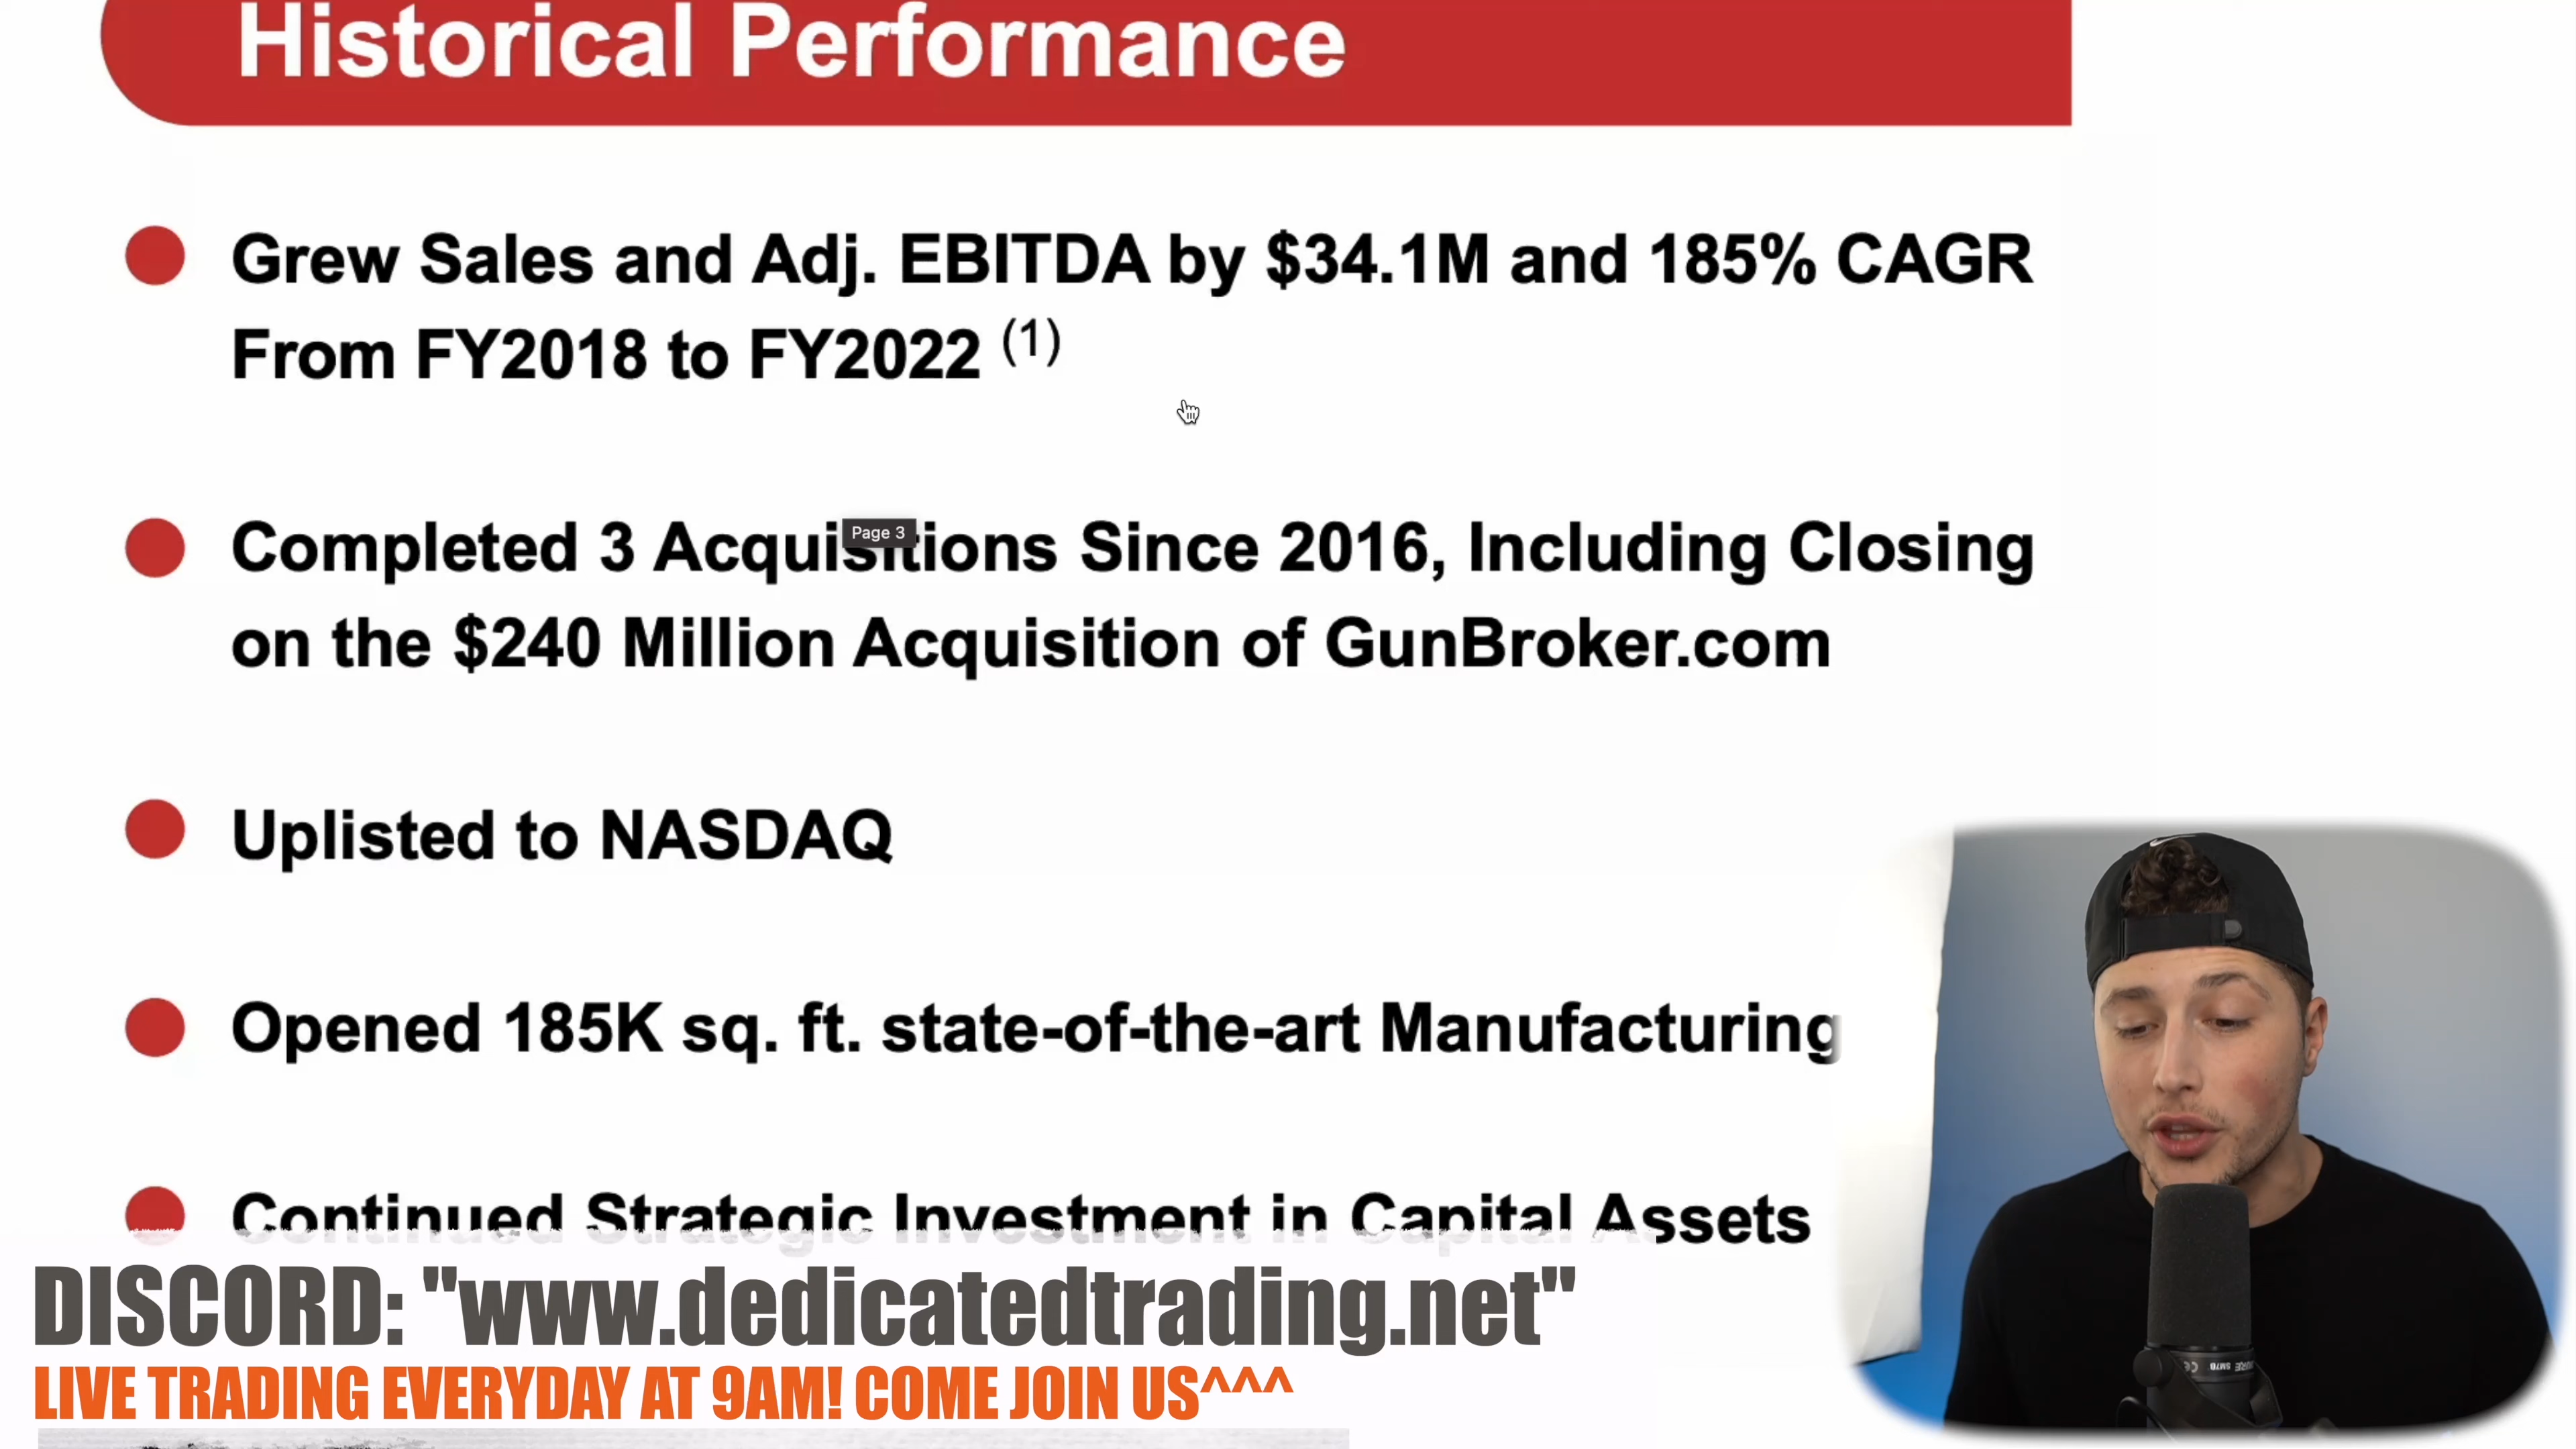 Historical Performance
Grew Sales and Adj. EBITDA by $34.1M and 185% CAGR
From FY2018 to FY2022 (1)
Completed 3 Acquisitions Since 2016, Including Closing
Page 3
on the $240 Million Acquisition of GunBroker.com
Uplisted to NASDAQ
Opened 185K sq. ft. state-of-the-art Manufacturing
Continued Strategic Investment in Capital Assets
DISCORD: "www.dedicatedtrading.net"
LIVE TRADING EVERYDAY AT 9AM! COME JOIN US^^^